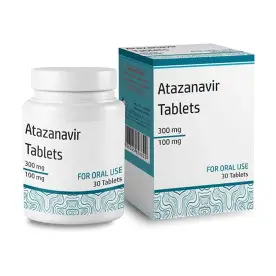 Atazanavir
Tablets
300 mg
100 mg
FOR ORAL USE
30 Tablets
Atazanavir
Tablets
300 mg
100 mg
FOR ORAL USE
30 Tablets